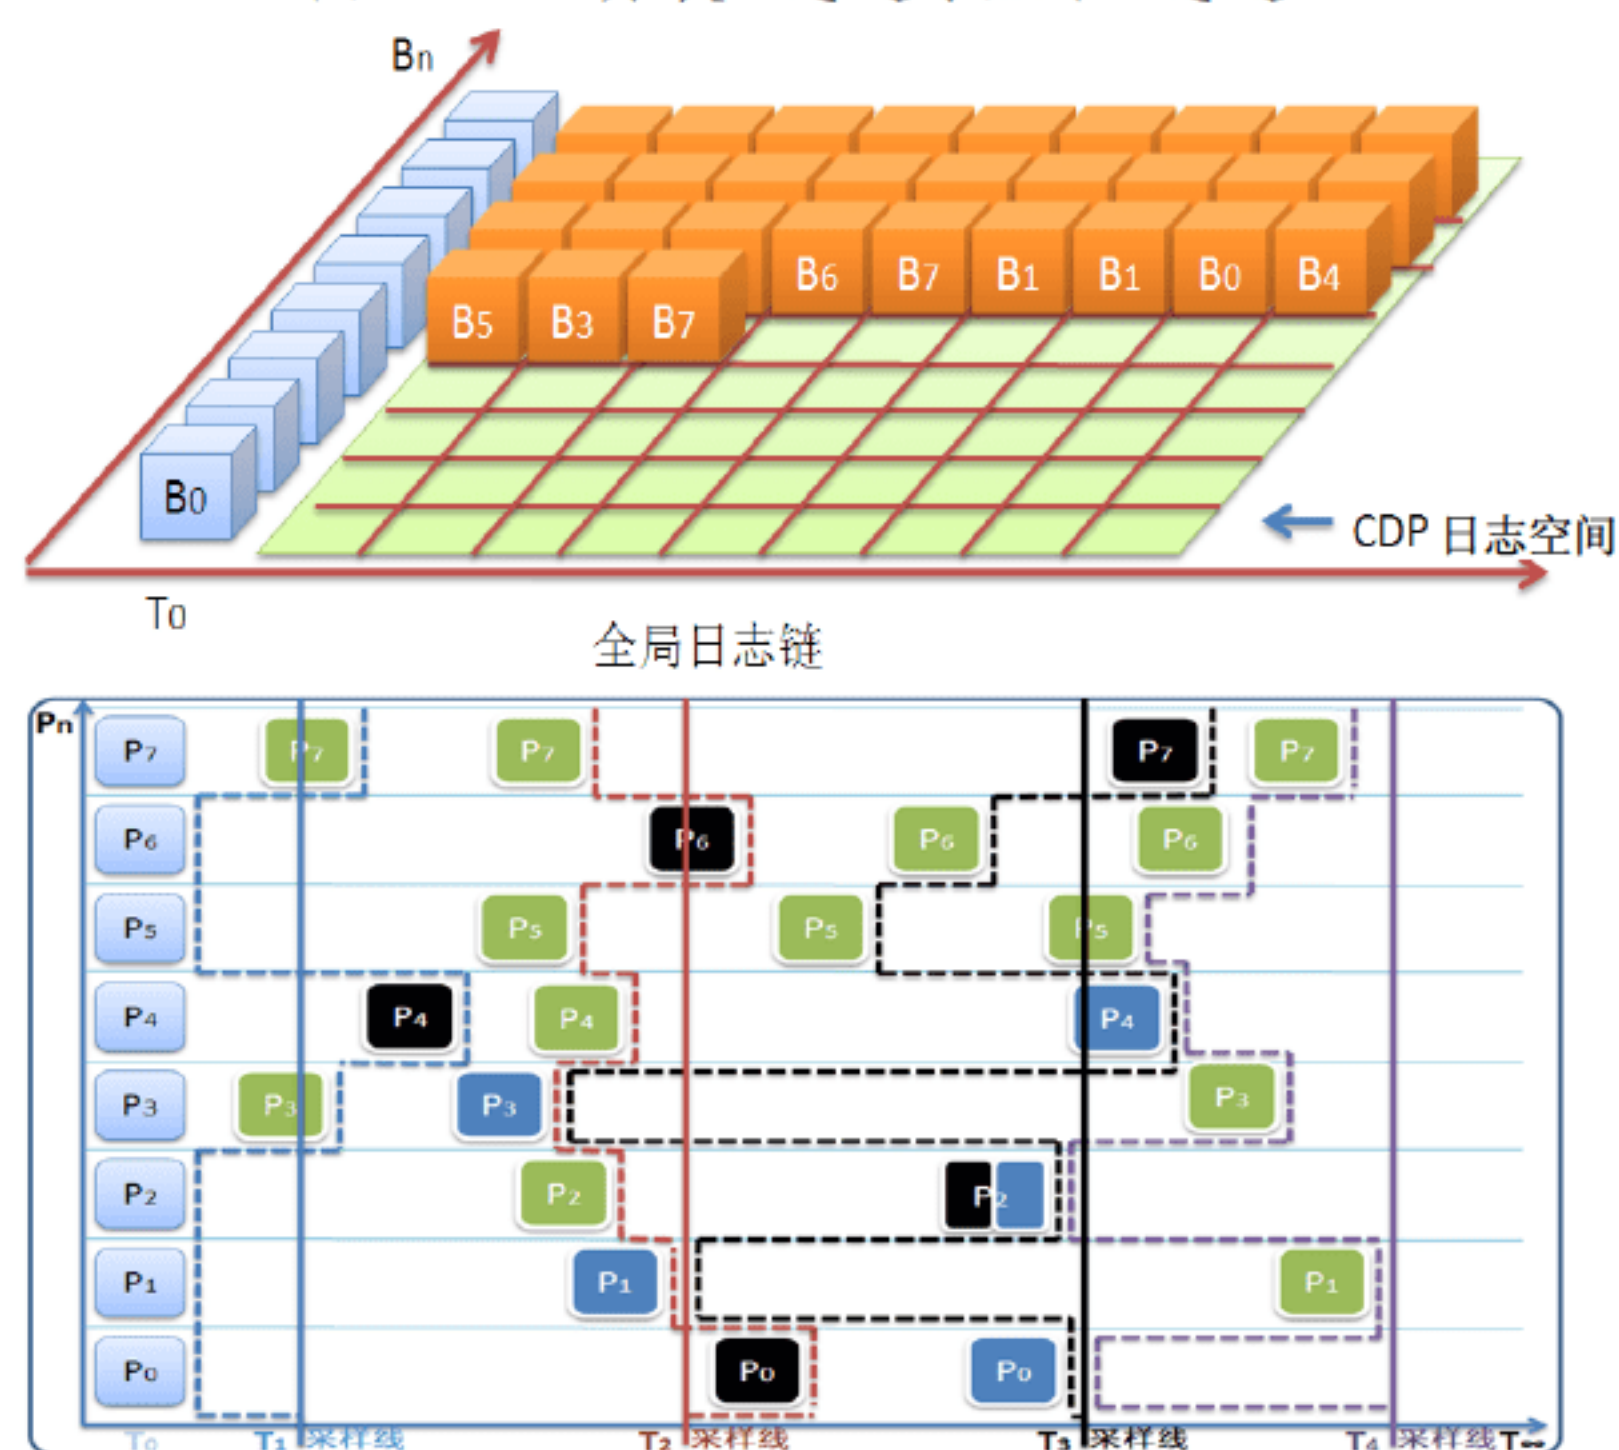 Bn
B6 B7 B1 B1 B0 B4
B5 B3 B7
B0
CDP 日志空间
T0
全局日志链
Pn
P7 P7 P7 P7 P7
P6 P6 P6 P6
P5 P5 P5 P5
P4 P4 P4 P4
P3 P3 P3 P3
P2 P2 P2
P1 P1 P1
P0 P0 P0
T0 T1 采样线 T2 采样线 T3 采样线 T4 采样线